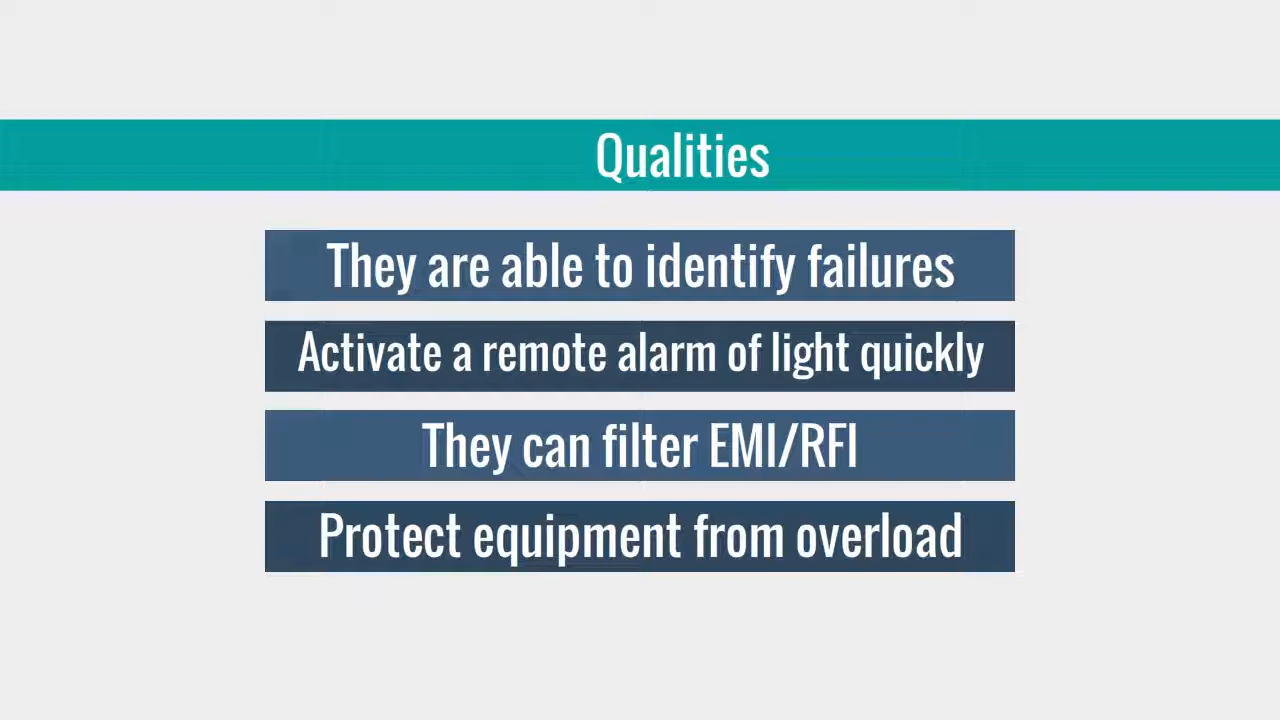 Qualities
They are able to identify failures
Activate a remote alarm of light quickly
They can filter EMI/RFI
Protect equipment from overload